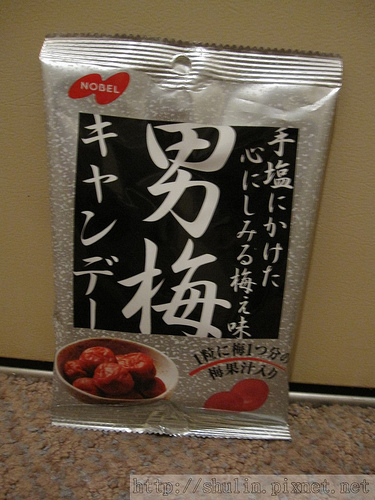 NOBEL
手塩にかけた
心にしみる梅え味
男梅
キャンデー
1粒に梅1つ分の
梅果汁入り
http://shulin.pixnet.net